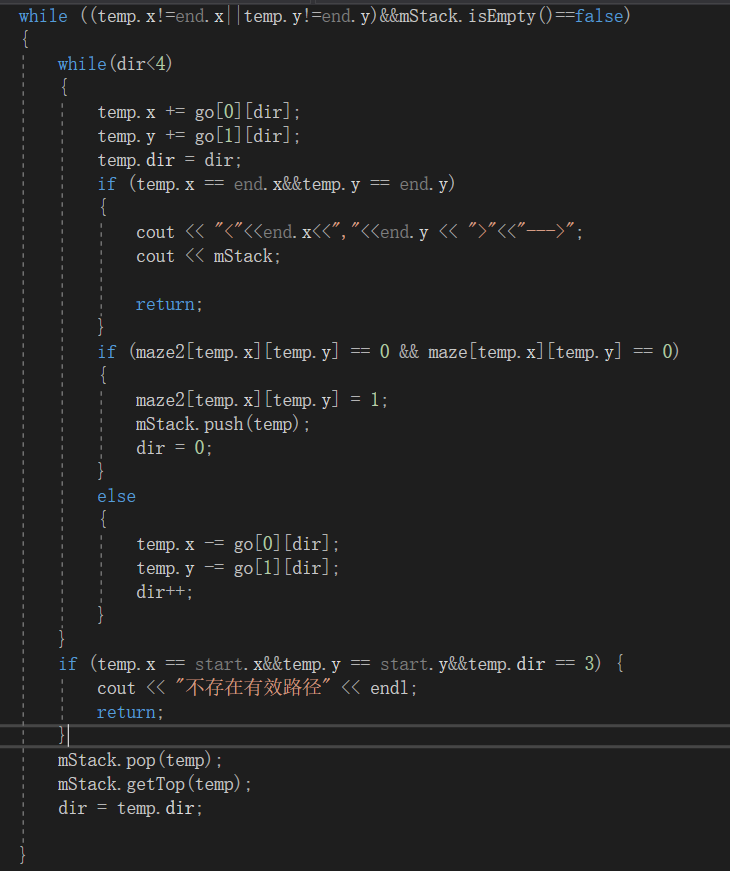 while ((temp.x!=end.x||temp.y!=end.y)&&mStack.isEmpty()==false)
{
while(dir<4)
{
temp.x += go[0][dir];
temp.y += go[1][dir];
temp.dir = dir;
if (temp.x == end.x&&temp.y == end.y)
{
cout << "<"<<end.x<<","<<end.y << ">"<<"--->";
cout << mStack;
return;
}
if (maze2[temp.x][temp.y] == 0 && maze[temp.x][temp.y] == 0)
{
maze2[temp.x][temp.y] = 1;
mStack.push(temp);
dir = 0;
}
else
{
temp.x -= go[0][dir];
temp.y -= go[1][dir];
dir++;
}
}
if (temp.x == start.x&&temp.y == start.y&&temp.dir == 3) {
cout << "不存在有效路径" << endl;
return;
}
mStack.pop(temp);
mStack.getTop(temp);
dir = temp.dir;
}